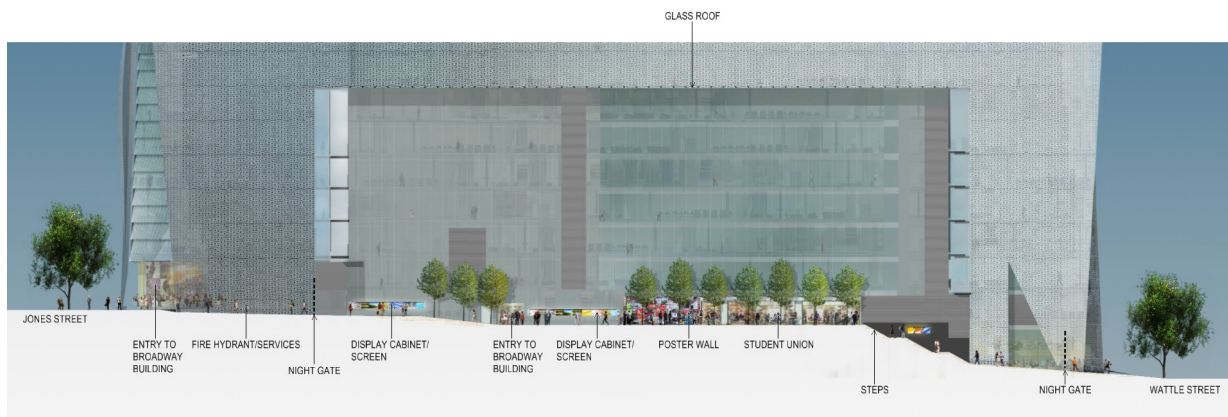 GLASS ROOF
JONES STREET
ENTRY TO
BROADWAY
BUILDING
FIRE HYDRANT/SERVICES
NIGHT GATE
DISPLAY CABINET/
SCREEN
ENTRY TO
BROADWAY
BUILDING
DISPLAY CABINET/
SCREEN
POSTER WALL
STUDENT UNION
STEPS
NIGHT GATE
WATTLE STREET